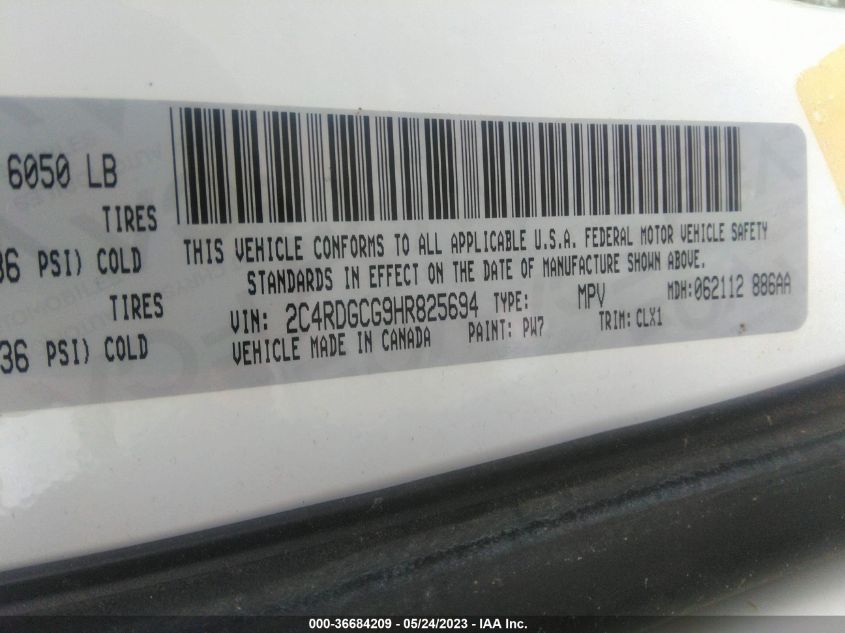 6050 LB
TIRES
36 PSI) COLD
TIRES
36 PSI) COLD
THIS VEHICLE CONFORMS TO ALL APPLICABLE U.S.A. FEDERAL MOTOR VEHICLE SAFETY
STANDARDS IN EFFECT ON THE DATE OF MANUFACTURE SHOWN ABOVE.
VIN: 2C4RDGCG9HR825694 TYPE: MPV MDH:062112 886AA
VEHICLE MADE IN CANADA PAINT: PW7 TRIM: CLX1
000-36684209 - 05/24/2023 - IAA Inc.